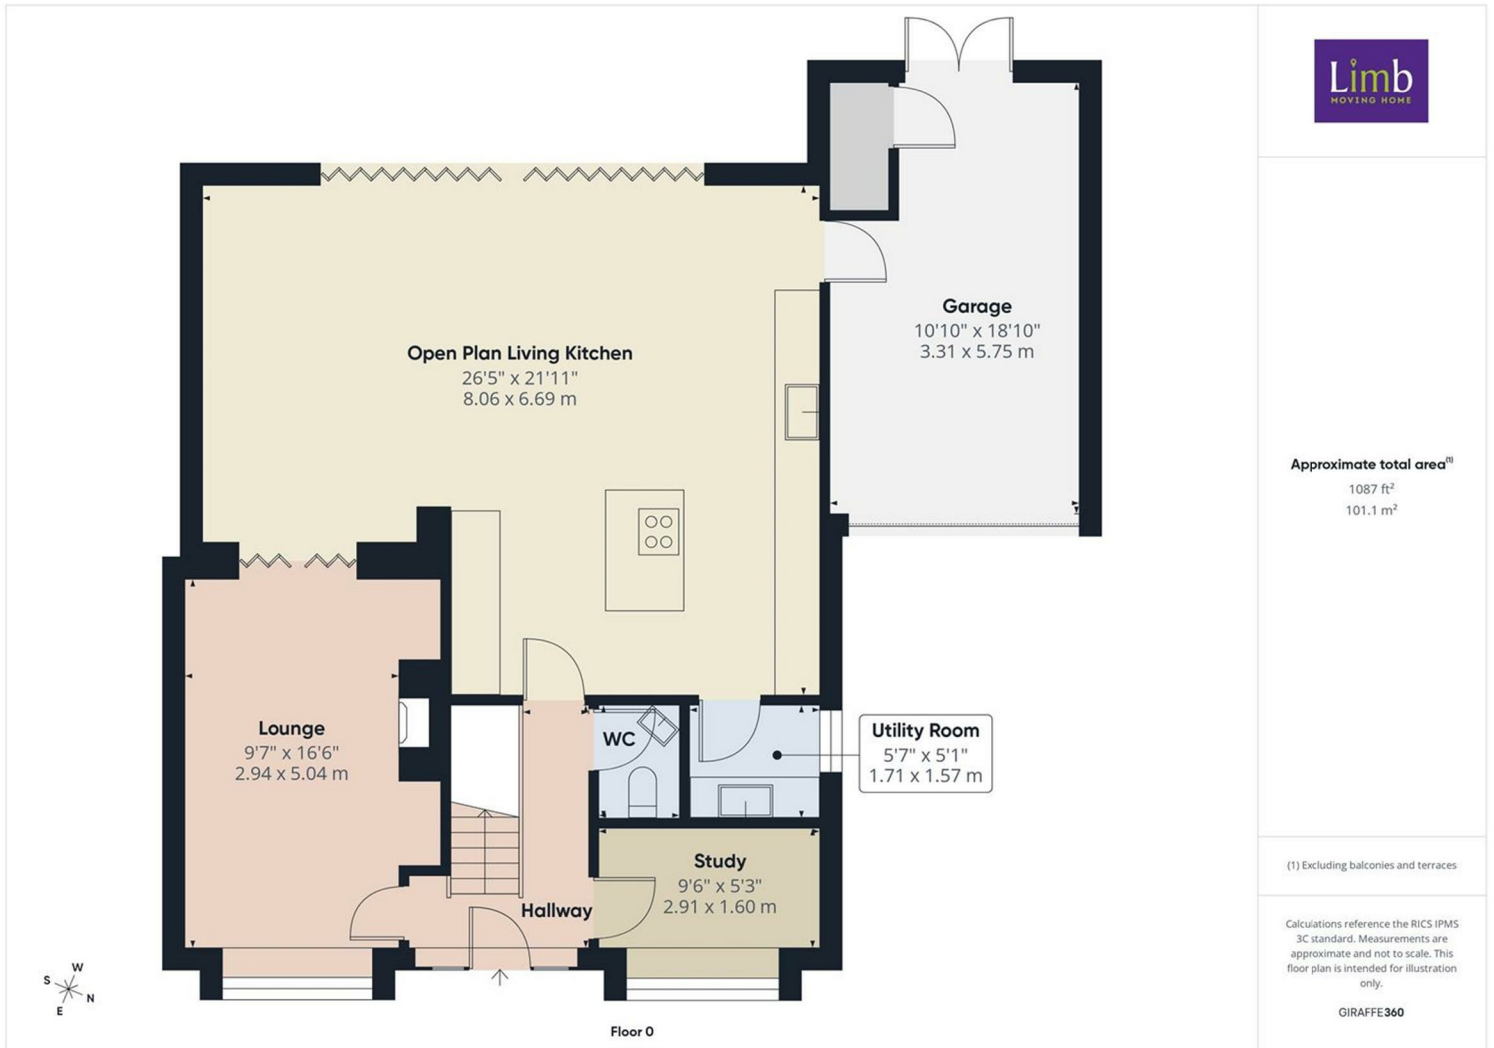 Limb
MOVING HOME
Garage
10'10" x 18'10"
3.31 x 5.75 m
Open Plan Living Kitchen
26'5" x 21'11"
8.06 x 6.69 m
Approximate total area(1)
1087 ft²
101.1 m²
Lounge
9'7" x 16'6"
2.94 x 5.04 m
WC
Utility Room
5'7" x 5'1"
1.71 x 1.57 m
Study
9'6" x 5'3"
2.91 x 1.60 m
Hallway
(1) Excluding balconies and terraces
Calculations reference the RICS IPMS
3C standard. Measurements are
approximate and not to scale. This
floor plan is intended for illustration
only.
GIRAFFE360
W
S
N
E
Floor 0